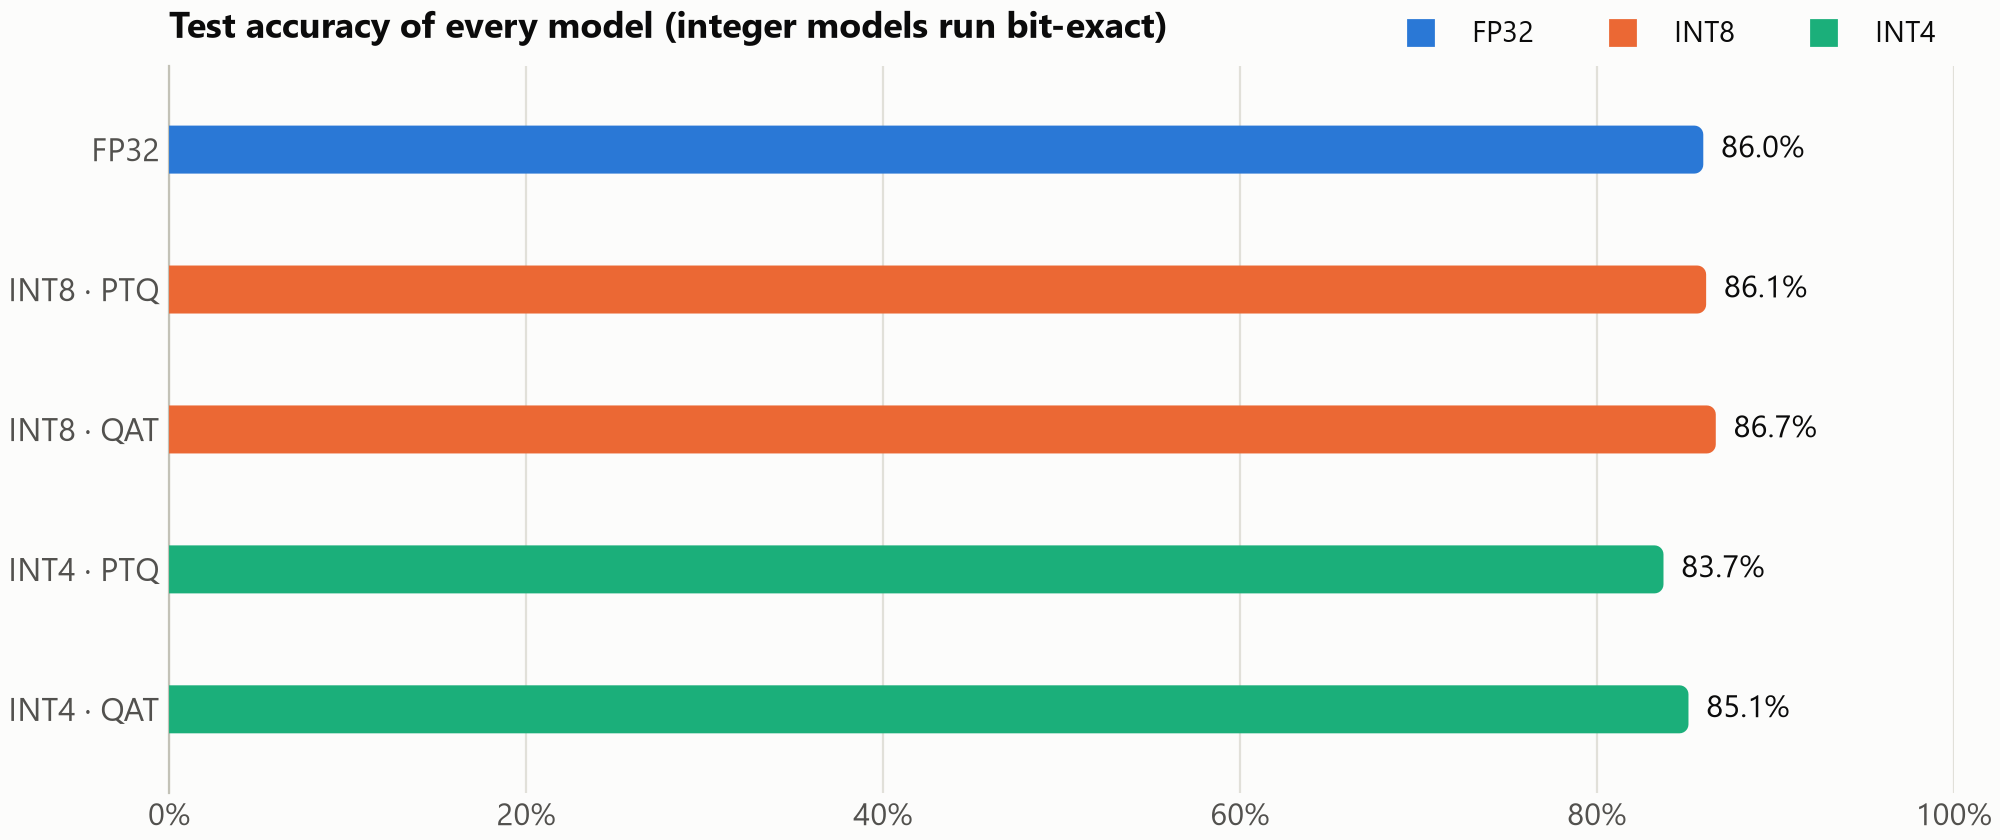 Test accuracy of every model (integer models run bit-exact)
FP32 INT8 INT4
FP32 86.0%
INT8 · PTQ 86.1%
INT8 · QAT 86.7%
INT4 · PTQ 83.7%
INT4 · QAT 85.1%
0% 20% 40% 60% 80% 100%